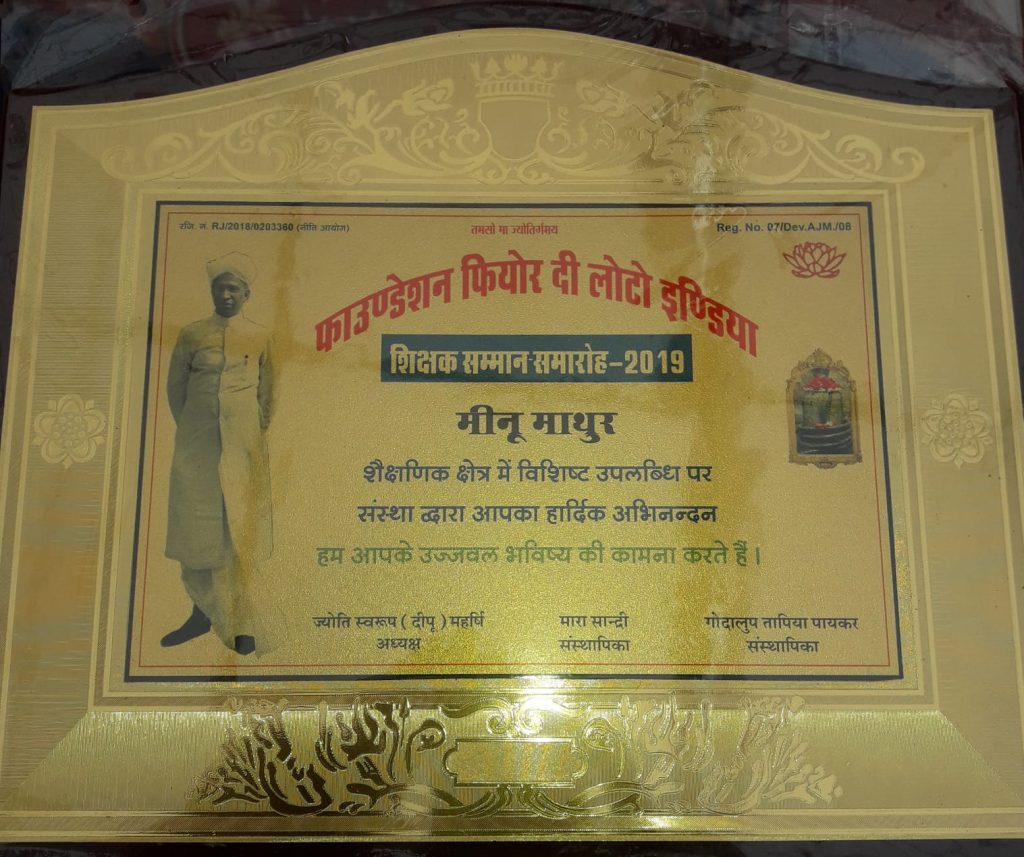 रजि. नं. RJ/2018/0203360 (नीति आयोग)
तमसो मा ज्योतिर्गमय
Reg. No. 07/Dev.AJM./08
फाउण्डेशन फियोर दी लोटो इण्डिया
शिक्षक सम्मान समारोह-2019
मीनू माथुर
शैक्षणिक क्षेत्र में विशिष्ट उपलब्धि पर
संस्था द्वारा आपका हार्दिक अभिनन्दन
हम आपके उज्जवल भविष्य की कामना करते हैं।
ज्योति स्वरूप ( दीपू ) महर्षि
अध्यक्ष
मारा सान्द्री
संस्थापिका
गोदालुप तापिया पायकर
संस्थापिका